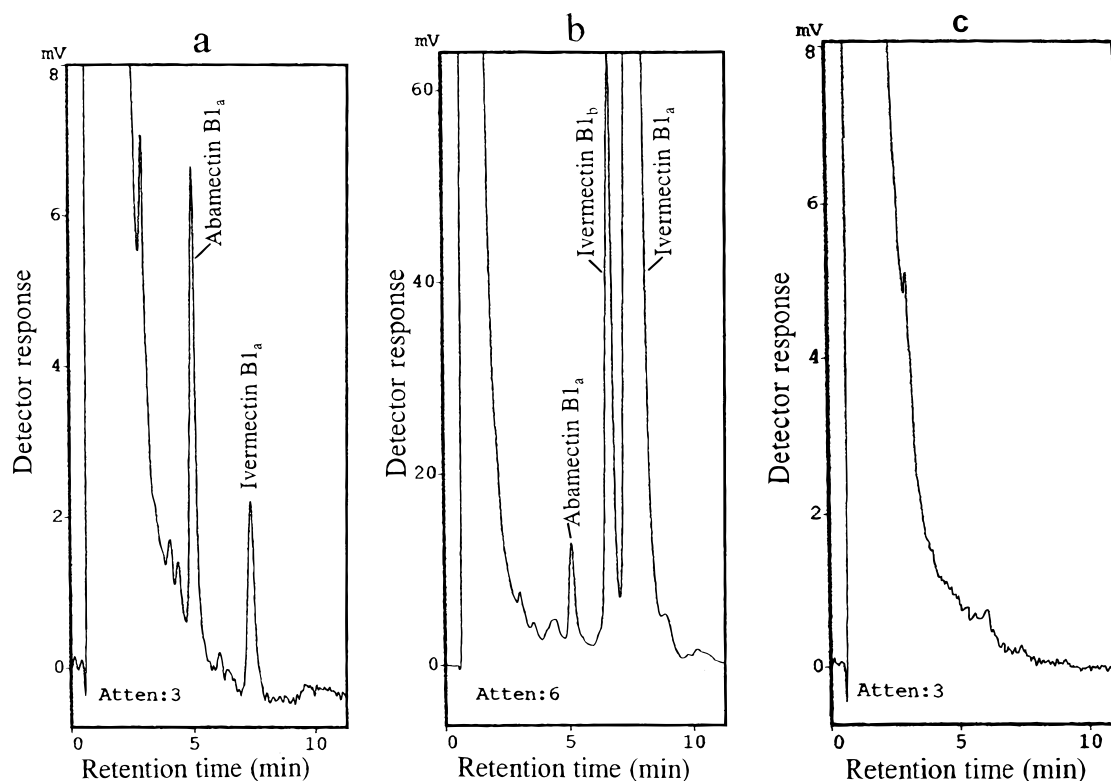 a
mV
8
6
4
2
0
Detector response
Abamectin B1a
Ivermectin B1a
Atten:3
0
5
10
Retention time (min)
b
mV
60
40
20
0
Detector response
Abamectin B1a
Ivermectin B1b
Ivermectin B1a
Atten:6
0
5
10
Retention time (min)
c
mV
8
6
4
2
0
Detector response
Atten:3
0
5
10
Retention time (min)